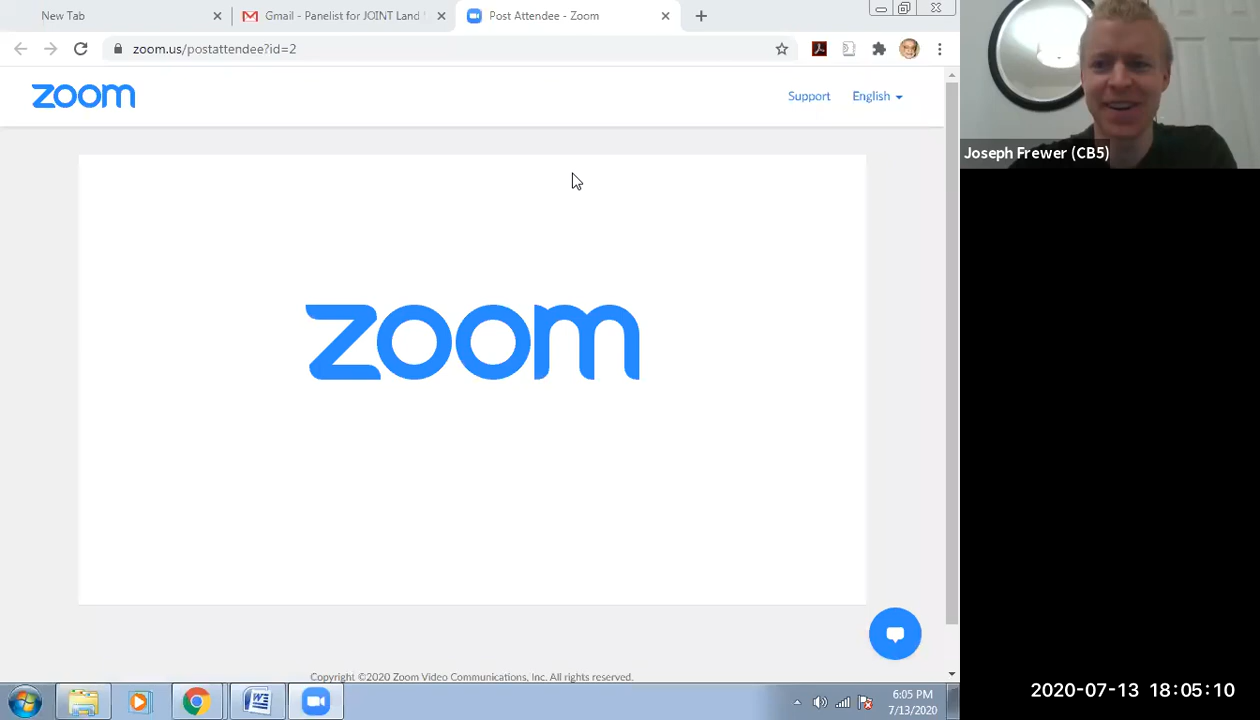 New Tab
Gmail - Panelist for JOINT Land
Post Attendee - Zoom
zoom.us/postattendee?id=2
zoom
Support
English
zoom
Copyright ©2020 Zoom Video Communications, Inc. All rights reserved.
6:05 PM
7/13/2020
Joseph Frewer (CB5)
2020-07-13 18:05:10